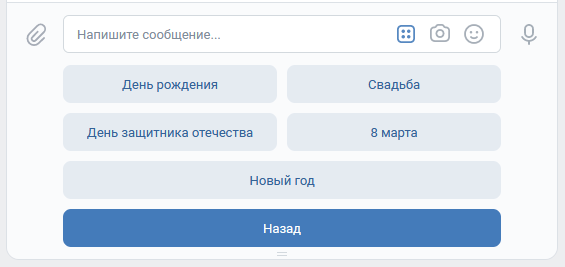 Напишите сообщение...
День рождения
Свадьба
День защитника отечества
8 марта
Новый год
Назад